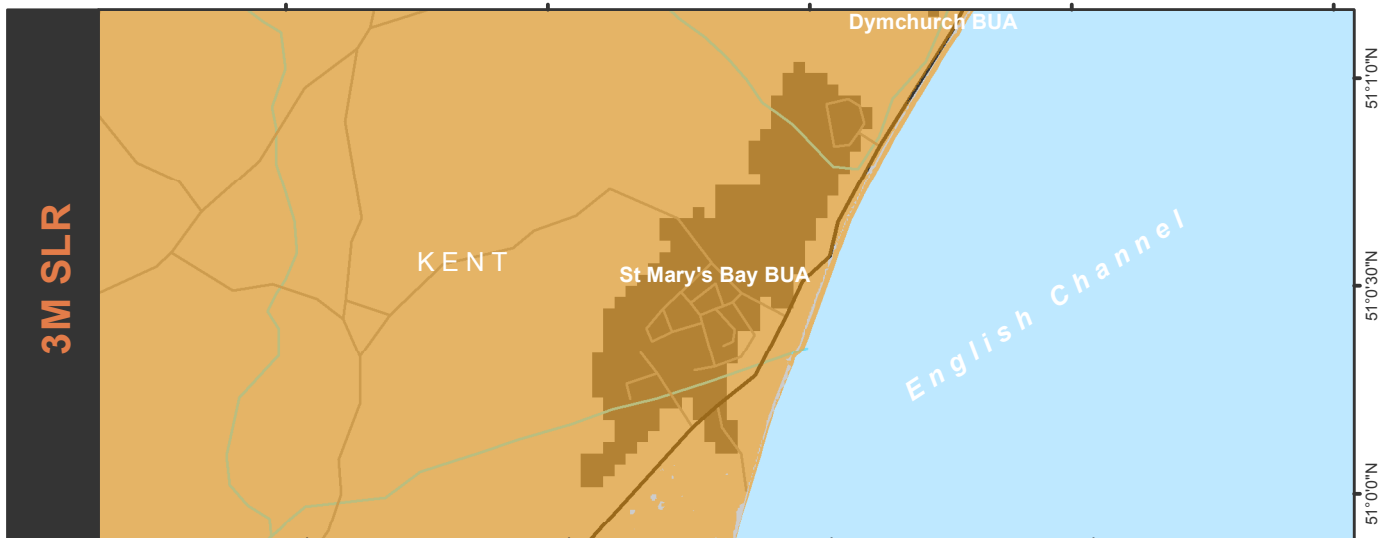 3M SLR
Dymchurch BUA
KENT
St Mary's Bay BUA
English Channel
51°1'0"N
51°0'30"N
51°0'0"N